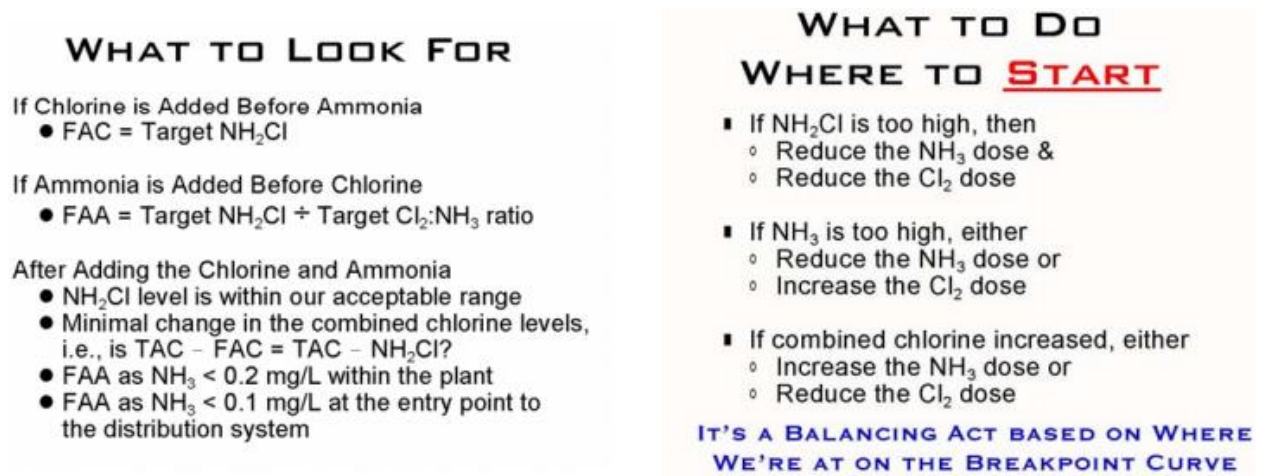 WHAT TO LOOK FOR
If Chlorine is Added Before Ammonia
● FAC = Target NH₂Cl
If Ammonia is Added Before Chlorine
● FAA = Target NH₂Cl ÷ Target Cl₂:NH₃ ratio
After Adding the Chlorine and Ammonia
● NH₂Cl level is within our acceptable range
● Minimal change in the combined chlorine levels,
i.e., is TAC – FAC = TAC – NH₂Cl?
● FAA as NH₃ < 0.2 mg/L within the plant
● FAA as NH₃ < 0.1 mg/L at the entry point to
the distribution system
WHAT TO DO
WHERE TO START
▪ If NH₂Cl is too high, then
◦ Reduce the NH₃ dose &
◦ Reduce the Cl₂ dose
▪ If NH₃ is too high, either
◦ Reduce the NH₃ dose or
◦ Increase the Cl₂ dose
▪ If combined chlorine increased, either
◦ Increase the NH₃ dose or
◦ Reduce the Cl₂ dose
IT'S A BALANCING ACT BASED ON WHERE
WE'RE AT ON THE BREAKPOINT CURVE